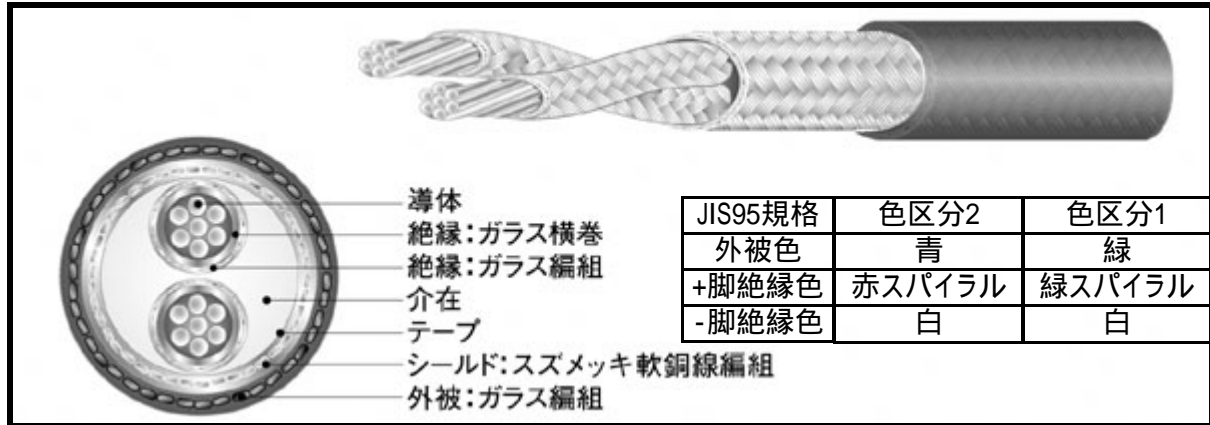 導体
絶縁:ガラス横巻
絶縁:ガラス編組
介在
テープ
シールド:スズメッキ軟銅線編組
外被:ガラス編組
JIS95規格 色区分2 色区分1
外被色 青 緑
+脚絶縁色 赤スパイラル 緑スパイラル
-脚絶縁色 白 白